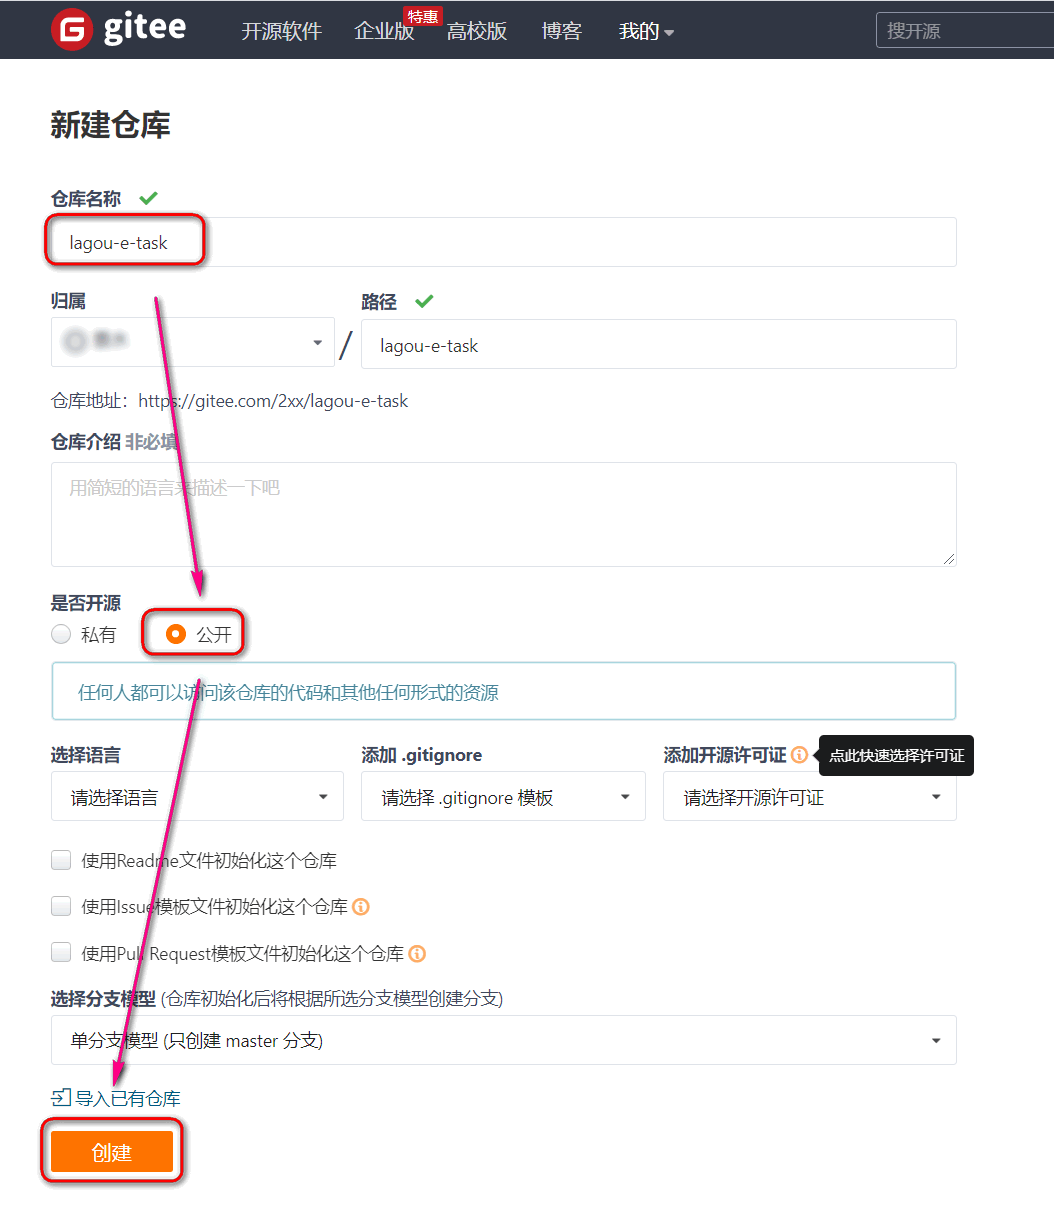 gitee 开源软件 企业版 特惠 高校版 博客 我的 搜开源
新建仓库
仓库名称
lagou-e-task
归属 路径
/ lagou-e-task
仓库地址：https://gitee.com/2xx/lagou-e-task
仓库介绍 非必填
用简短的语言来描述一下吧
是否开源
私有 公开
任何人都可以访问该仓库的代码和其他任何形式的资源
选择语言 添加 .gitignore 添加开源许可证 点此快速选择许可证
请选择语言 请选择 .gitignore 模板 请选择开源许可证
使用Readme文件初始化这个仓库
使用Issue模板文件初始化这个仓库
使用Pull Request模板文件初始化这个仓库
选择分支模型 (仓库初始化后将根据所选分支模型创建分支)
单分支模型 (只创建 master 分支)
导入已有仓库
创建